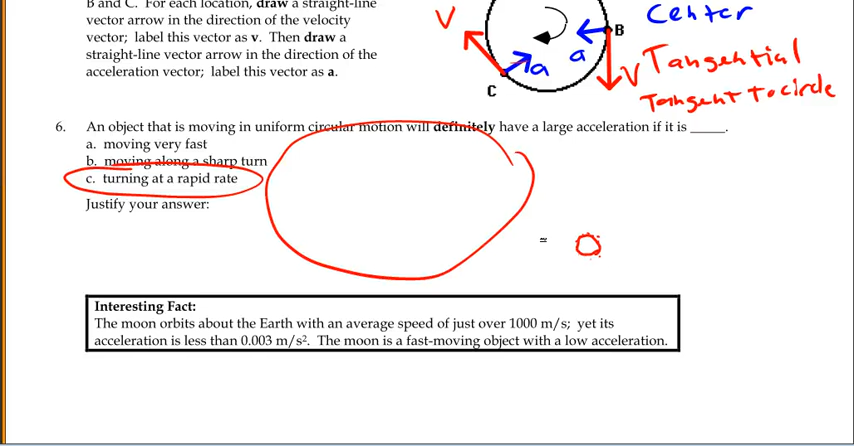 B and C. For each location, draw a straight-line
vector arrow in the direction of the velocity
vector; label this vector as v. Then draw a
straight-line vector arrow in the direction of the
acceleration vector; label this vector as a.
V
Center
B
a
a
V Tangential
Tangent to circle
C
6. An object that is moving in uniform circular motion will definitely have a large acceleration if it is _____.
a. moving very fast
b. moving along a sharp turn
c. turning at a rapid rate
Justify your answer:
≈
Interesting Fact:
The moon orbits about the Earth with an average speed of just over 1000 m/s; yet its
acceleration is less than 0.003 m/s². The moon is a fast-moving object with a low acceleration.